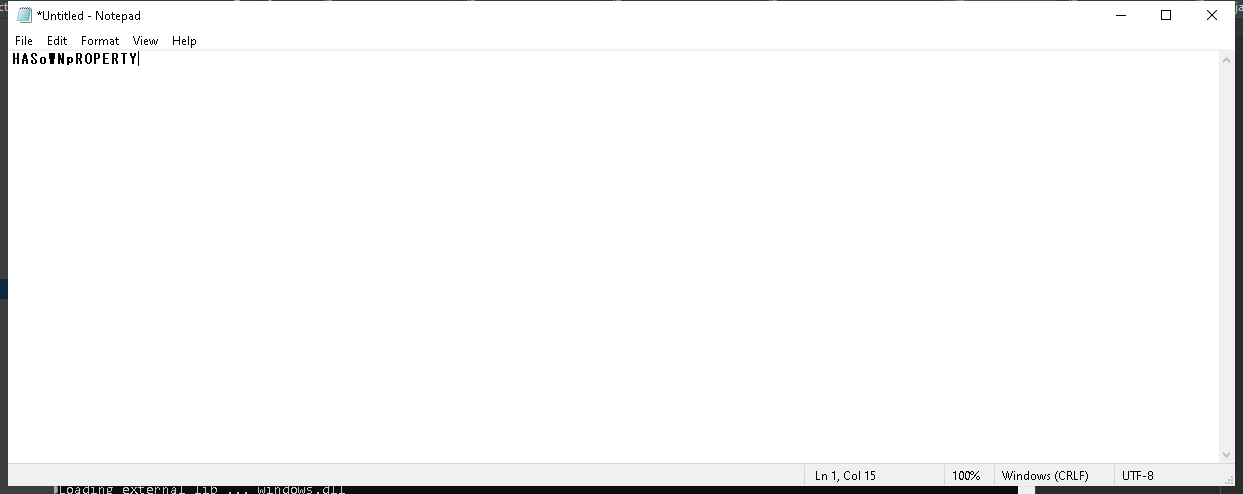 *Untitled - Notepad
File Edit Format View Help
HASoWNpROPERTY
Ln 1, Col 15 100% Windows (CRLF) UTF-8
Loading external lib ... windows.dll